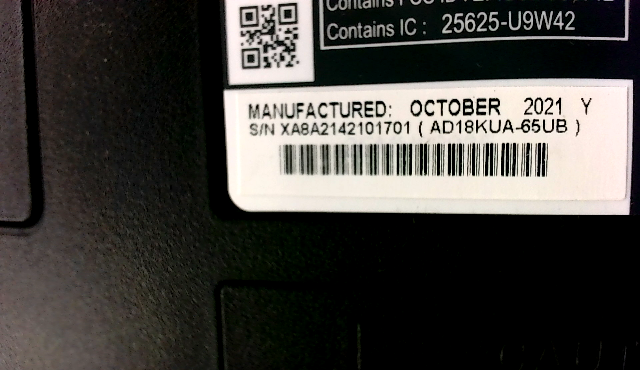 Contains IC : 25625-U9W42
MANUFACTURED: OCTOBER 2021 Y
S/N XA8A2142101701 ( AD18KUA-65UB )